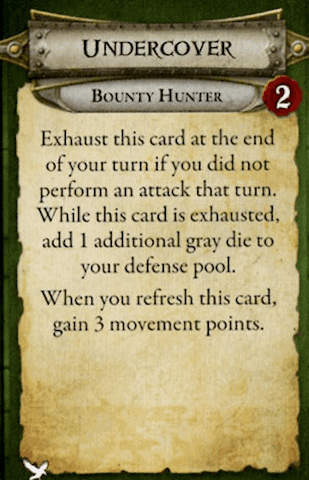 Undercover
Bounty Hunter
2
Exhaust this card at the end
of your turn if you did not
perform an attack that turn.
While this card is exhausted,
add 1 additional gray die to
your defense pool.
When you refresh this card,
gain 3 movement points.